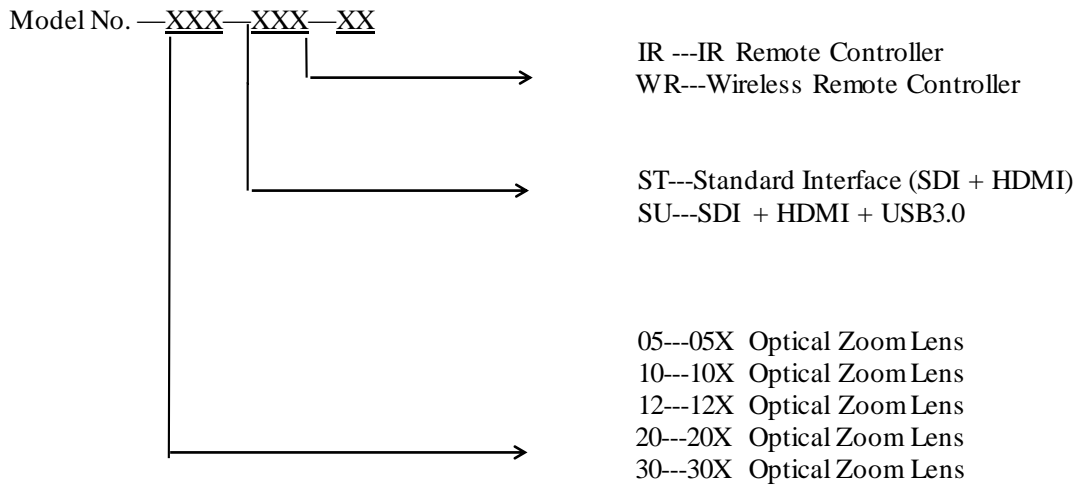 Model No. —XXX—XXX—XX
IR ---IR Remote Controller
WR---Wireless Remote Controller
ST---Standard Interface (SDI + HDMI)
SU---SDI + HDMI + USB3.0
05---05X Optical Zoom Lens
10---10X Optical Zoom Lens
12---12X Optical Zoom Lens
20---20X Optical Zoom Lens
30---30X Optical Zoom Lens